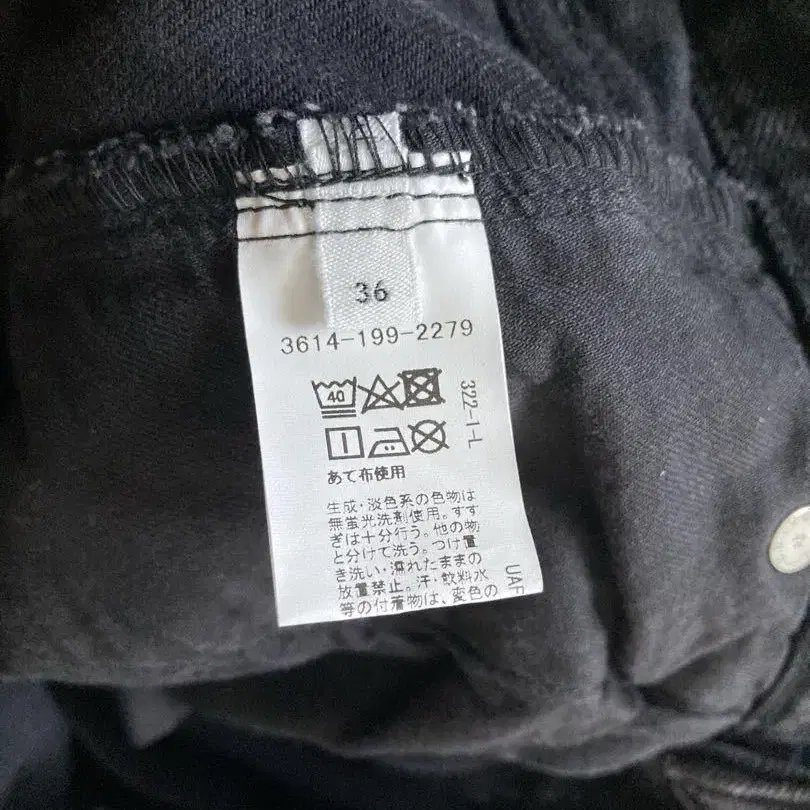 36
3614-199-2279
40
322-I-L
あて布使用
生成・淡色系の色物は
無蛍光洗剤使用。すす
ぎは十分行う。他の物
と分けて洗う。つけ置
き洗い・濡れたままの
放置禁止。汗・飲料水
等の付着物は、変色の
UAF